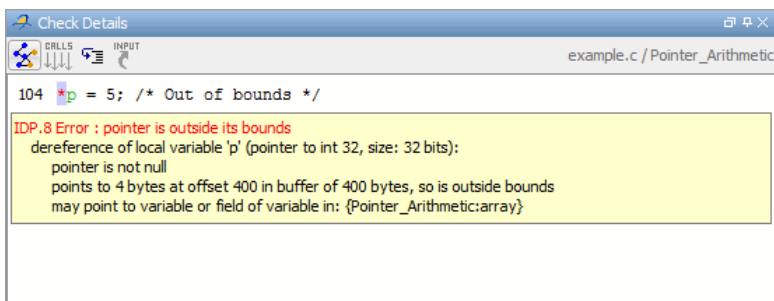 Check Details
CALLS INPUT
example.c / Pointer_Arithmetic
104 *p = 5; /* Out of bounds */
IDP.8 Error : pointer is outside its bounds
dereference of local variable 'p' (pointer to int 32, size: 32 bits):
pointer is not null
points to 4 bytes at offset 400 in buffer of 400 bytes, so is outside bounds
may point to variable or field of variable in: {Pointer_Arithmetic:array}